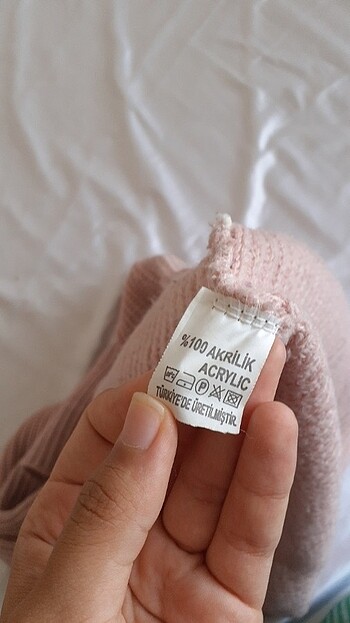 %100 AKRİLİK
ACRYLIC
P
TÜRKİYE'DE ÜRETİLMİŞTİR.